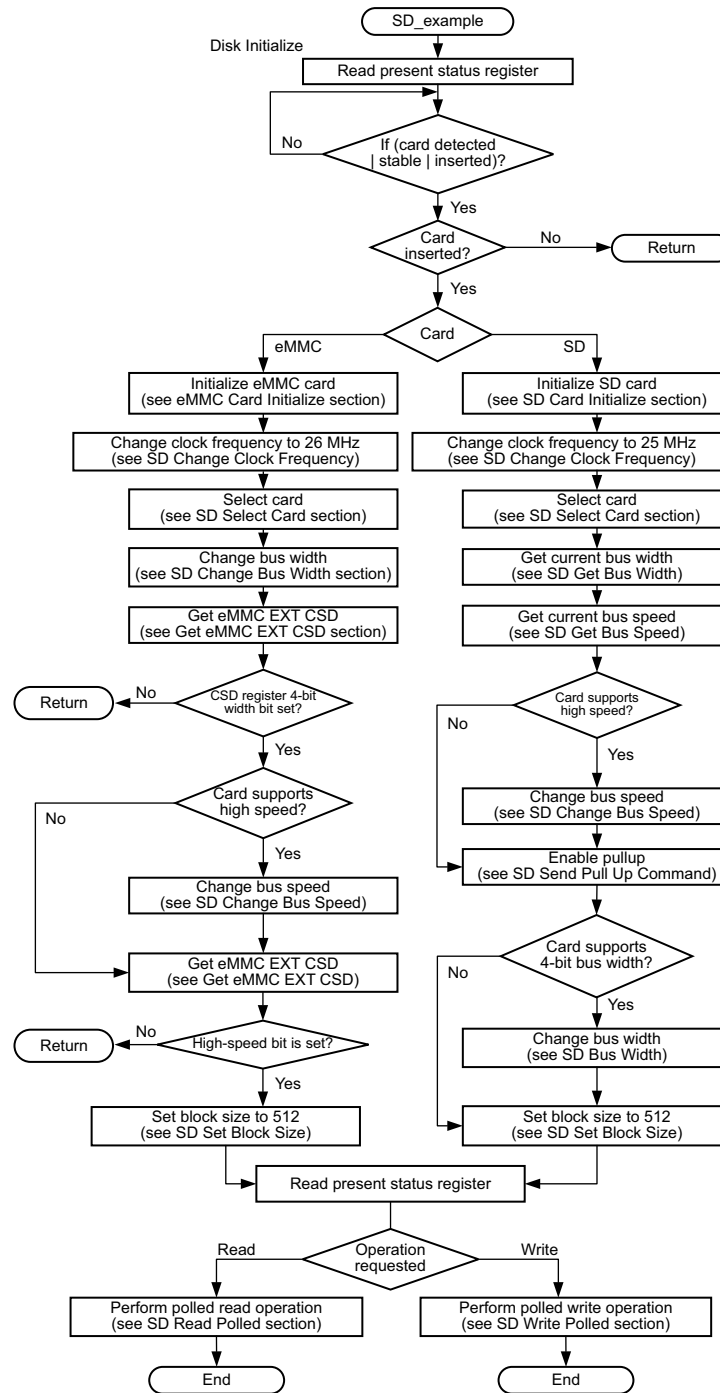 SD_example
Disk Initialize
Read present status register
If (card detected
| stable | inserted)?
No
Yes
Card
inserted?
No
Return
Yes
Card
eMMC
SD
Initialize eMMC card
(see eMMC Card Initialize section)
Initialize SD card
(see SD Card Initialize section)
Change clock frequency to 26 MHz
(see SD Change Clock Frequency)
Change clock frequency to 25 MHz
(see SD Change Clock Frequency)
Select card
(see SD Select Card section)
Select card
(see SD Select Card section)
Change bus width
(see SD Change Bus Width section)
Get current bus width
(see SD Get Bus Width)
Get eMMC EXT CSD
(see Get eMMC EXT CSD section)
Get current bus speed
(see SD Get Bus Speed)
Return
No
CSD register 4-bit
width bit set?
Yes
Card supports
high speed?
No
Yes
Card supports
high speed?
No
Yes
Change bus speed
(see SD Change Bus Speed)
Enable pullup
(see SD Send Pull Up Command)
Change bus speed
(see SD Change Bus Speed)
Get eMMC EXT CSD
(see Get eMMC EXT CSD)
Card supports
4-bit bus width?
No
Yes
Return
No
High-speed bit is set?
Yes
Change bus width
(see SD Bus Width)
Set block size to 512
(see SD Set Block Size)
Set block size to 512
(see SD Set Block Size)
Read present status register
Read
Operation
requested
Write
Perform polled read operation
(see SD Read Polled section)
Perform polled write operation
(see SD Write Polled section)
End
End